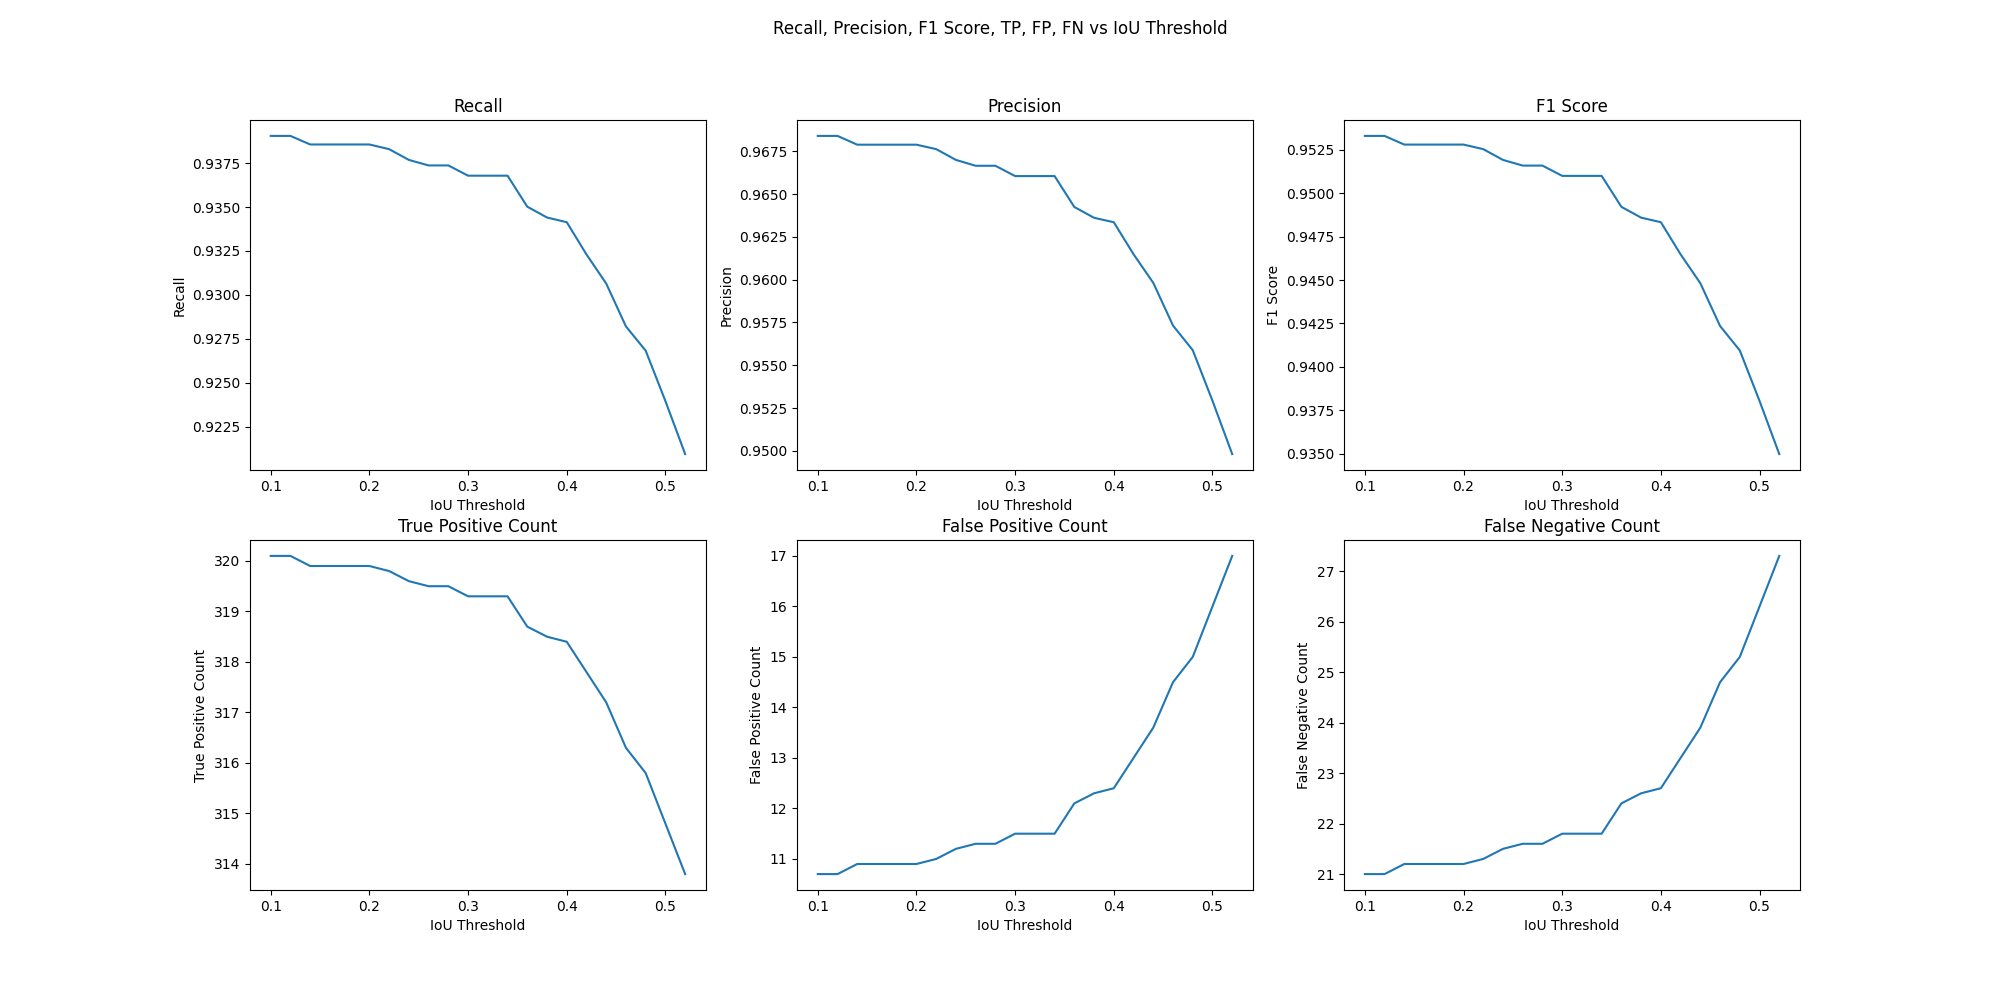 Recall, Precision, F1 Score, TP, FP, FN vs IoU Threshold
Recall
Recall
0.9375
0.9350
0.9325
0.9300
0.9275
0.9250
0.9225
0.1 0.2 0.3 0.4 0.5
IoU Threshold
Precision
Precision
0.9675
0.9650
0.9625
0.9600
0.9575
0.9550
0.9525
0.9500
0.1 0.2 0.3 0.4 0.5
IoU Threshold
F1 Score
F1 Score
0.9525
0.9500
0.9475
0.9450
0.9425
0.9400
0.9375
0.9350
0.1 0.2 0.3 0.4 0.5
IoU Threshold
True Positive Count
True Positive Count
320
319
318
317
316
315
314
0.1 0.2 0.3 0.4 0.5
IoU Threshold
False Positive Count
False Positive Count
17
16
15
14
13
12
11
0.1 0.2 0.3 0.4 0.5
IoU Threshold
False Negative Count
False Negative Count
27
26
25
24
23
22
21
0.1 0.2 0.3 0.4 0.5
IoU Threshold